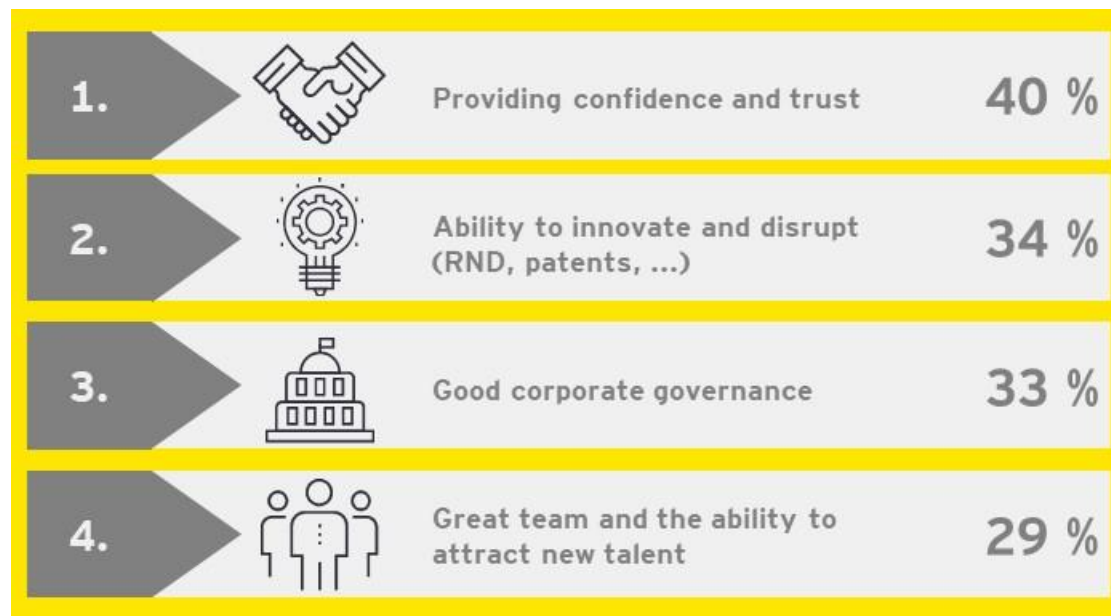 1.
Providing confidence and trust
40 %
2.
Ability to innovate and disrupt
(RND, patents, ...)
34 %
3.
Good corporate governance
33 %
4.
Great team and the ability to
attract new talent
29 %